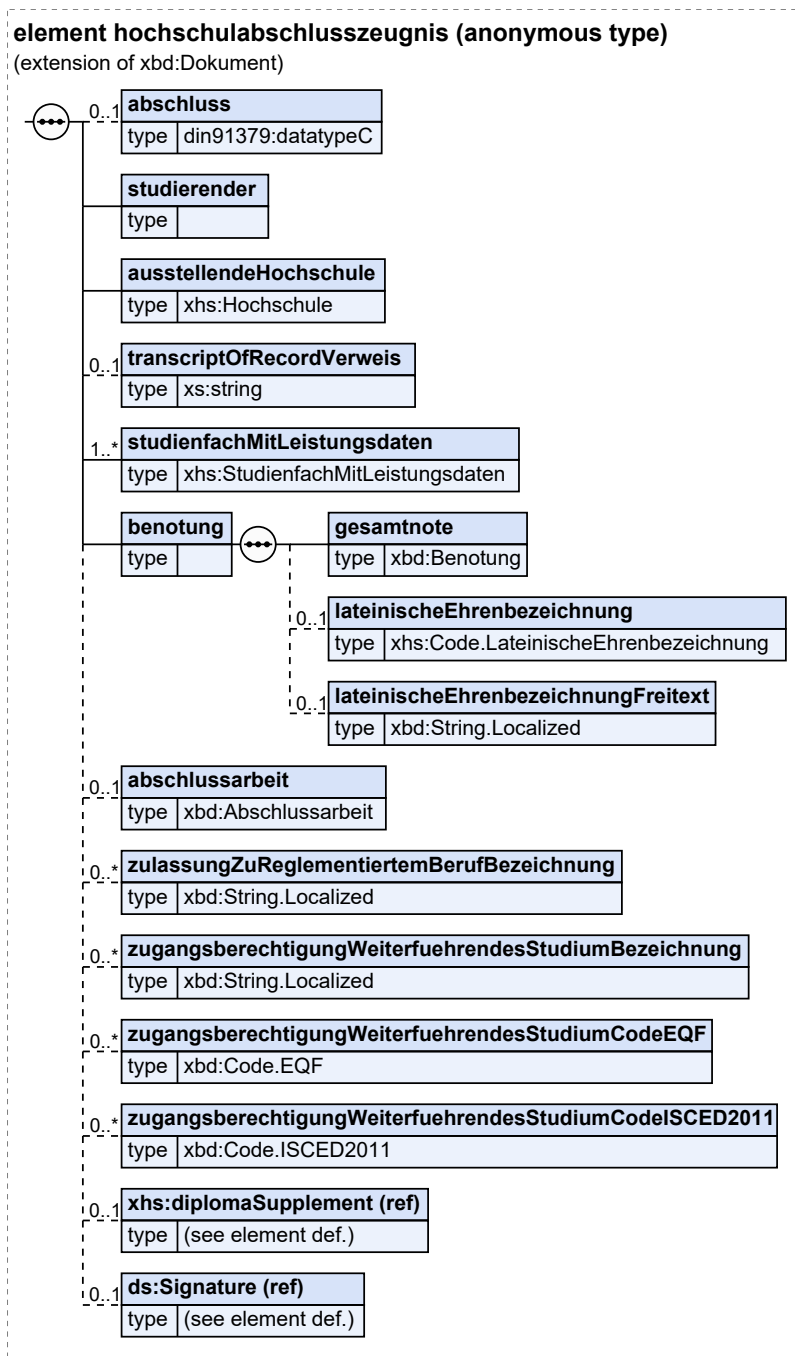 element hochschulabschlusszeugnis (anonymous type)
(extension of xbd:Dokument)
0..1 abschluss
type din91379:datatypeC
studierender
type
ausstellendeHochschule
type xhs:Hochschule
0..1 transcriptOfRecordVerweis
type xs:string
1..* studienfachMitLeistungsdaten
type xhs:StudienfachMitLeistungsdaten
benotung gesamtnote
type type xbd:Benotung
0..1 lateinischeEhrenbezeichnung
type xhs:Code.LateinischeEhrenbezeichnung
0..1 lateinischeEhrenbezeichnungFreitext
type xbd:String.Localized
0..1 abschlussarbeit
type xbd:Abschlussarbeit
0..* zulassungZuReglementiertemBerufBezeichnung
type xbd:String.Localized
0..* zugangsberechtigungWeiterfuehrendesStudiumBezeichnung
type xbd:String.Localized
0..* zugangsberechtigungWeiterfuehrendesStudiumCodeEQF
type xbd:Code.EQF
0..* zugangsberechtigungWeiterfuehrendesStudiumCodeISCED2011
type xbd:Code.ISCED2011
0..1 xhs:diplomaSupplement (ref)
type (see element def.)
0..1 ds:Signature (ref)
type (see element def.)